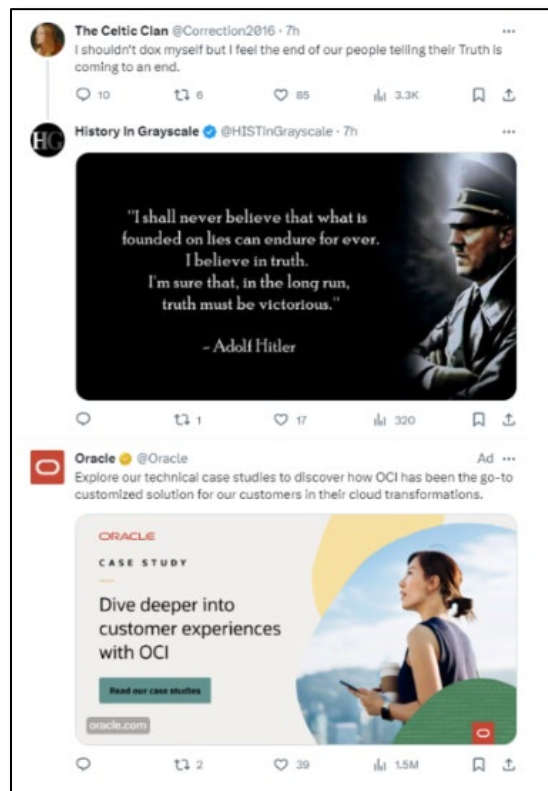 The Celtic Clan @Correction2016 · 7h
I shouldn't dox myself but I feel the end of our people telling their Truth is
coming to an end.
10 6 85 3.3K
HG
History In Grayscale @HISTInGrayscale · 7h
"I shall never believe that what is
founded on lies can endure for ever.
I believe in truth.
I'm sure that, in the long run,
truth must be victorious."
- Adolf Hitler
1 17 320
Oracle @Oracle Ad
Explore our technical case studies to discover how OCI has been the go-to
customized solution for our customers in their cloud transformations.
ORACLE
CASE STUDY
Dive deeper into
customer experiences
with OCI
Read our case studies
oracle.com
2 39 1.5M